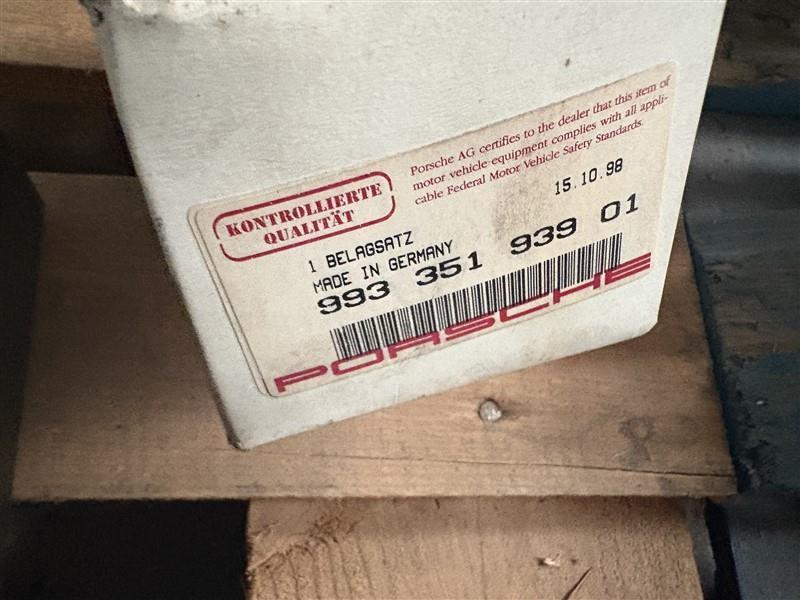 KONTROLLIERTE
QUALITÄT
Porsche AG certifies to the dealer that this item of
motor vehicle equipment complies with all appli-
cable Federal Motor Vehicle Safety Standards.
15.10.98
1 BELAGSATZ
MADE IN GERMANY
993 351 939 01
PORSCHE